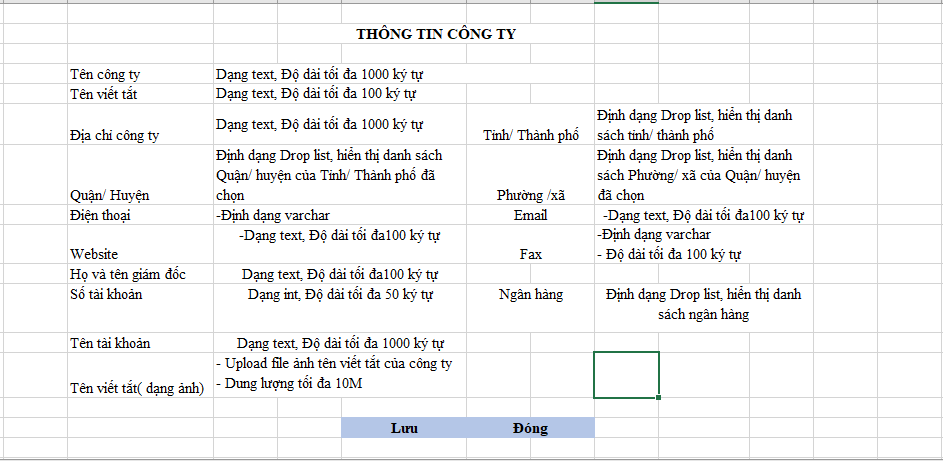 THÔNG TIN CÔNG TY
Tên công ty
Dạng text, Độ dài tối đa 1000 ký tự
Tên viết tắt
Dạng text, Độ dài tối đa 100 ký tự
Địa chỉ công ty
Dạng text, Độ dài tối đa 1000 ký tự
Tỉnh/ Thành phố
Định dạng Drop list, hiển thị danh
sách tỉnh/ thành phố
Quận/ Huyện
Định dạng Drop list, hiển thị danh sách
Quận/ huyện của Tỉnh/ Thành phố đã
chọn
Phường /xã
Định dạng Drop list, hiển thị danh
sách Phường/ xã của Quận/ huyện
đã chọn
Điện thoại
-Định dạng varchar
Email
-Dạng text, Độ dài tối đa100 ký tự
Website
-Dạng text, Độ dài tối đa100 ký tự
Fax
-Định dạng varchar
- Độ dài tối đa 100 ký tự
Họ và tên giám đốc
Dạng text, Độ dài tối đa100 ký tự
Số tài khoản
Dạng int, Độ dài tối đa 50 ký tự
Ngân hàng
Định dạng Drop list, hiển thị danh
sách ngân hàng
Tên tài khoản
Dạng text, Độ dài tối đa 1000 ký tự
Tên viết tắt( dạng ảnh)
- Upload file ảnh tên viết tắt của công ty
- Dung lượng tối đa 10M
Lưu
Đóng